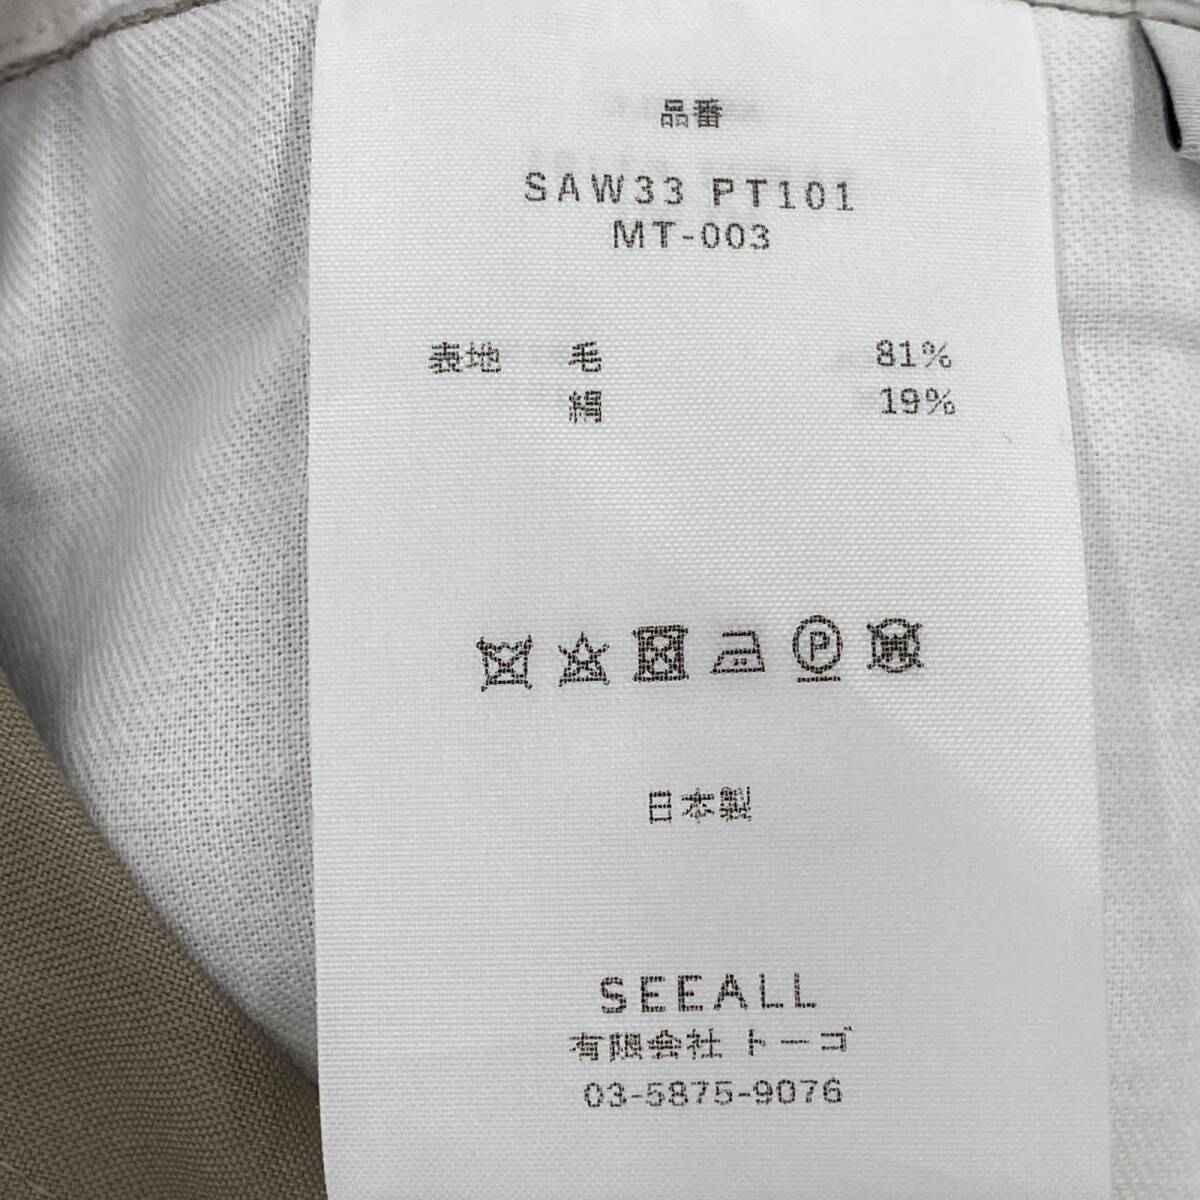 品番
SAW33 PT101
MT-003
表地 毛 81%
絹 19%
P
W
日本製
SEEALL
有限会社 トーゴ
03-5875-9076